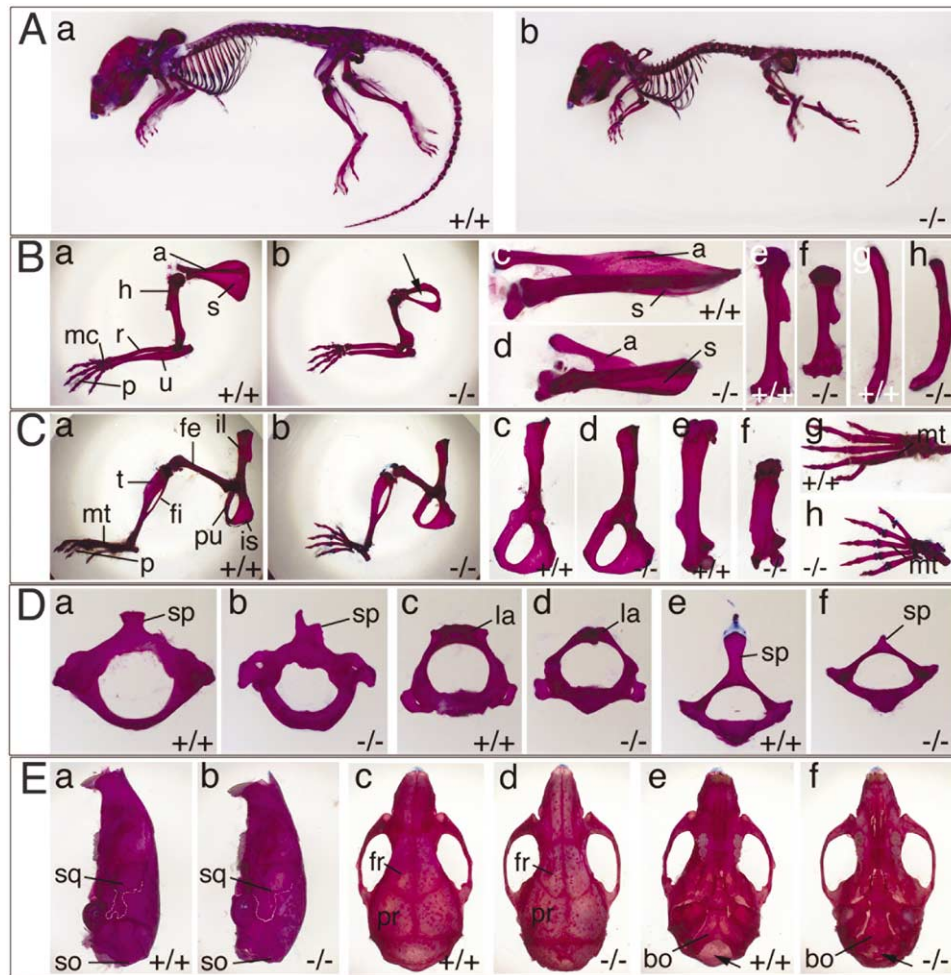 A a b
+/+ -/-
B a b c e f g h
a a
h s s
mc r
p u
+/+ -/- +/+
d a s
-/- +/+ -/- +/+ -/-
C a b c d e f g h
fe il mt
t +/+
fi
mt pu is
p +/+ -/- +/+ -/- +/+ -/- -/- mt
D a b c d e f
sp sp la la sp sp
+/+ -/- +/+ -/- +/+ -/-
E a b c d e f
fr fr
sq sq
pr pr
bo bo
so +/+ so -/- +/+ -/- +/+ -/-